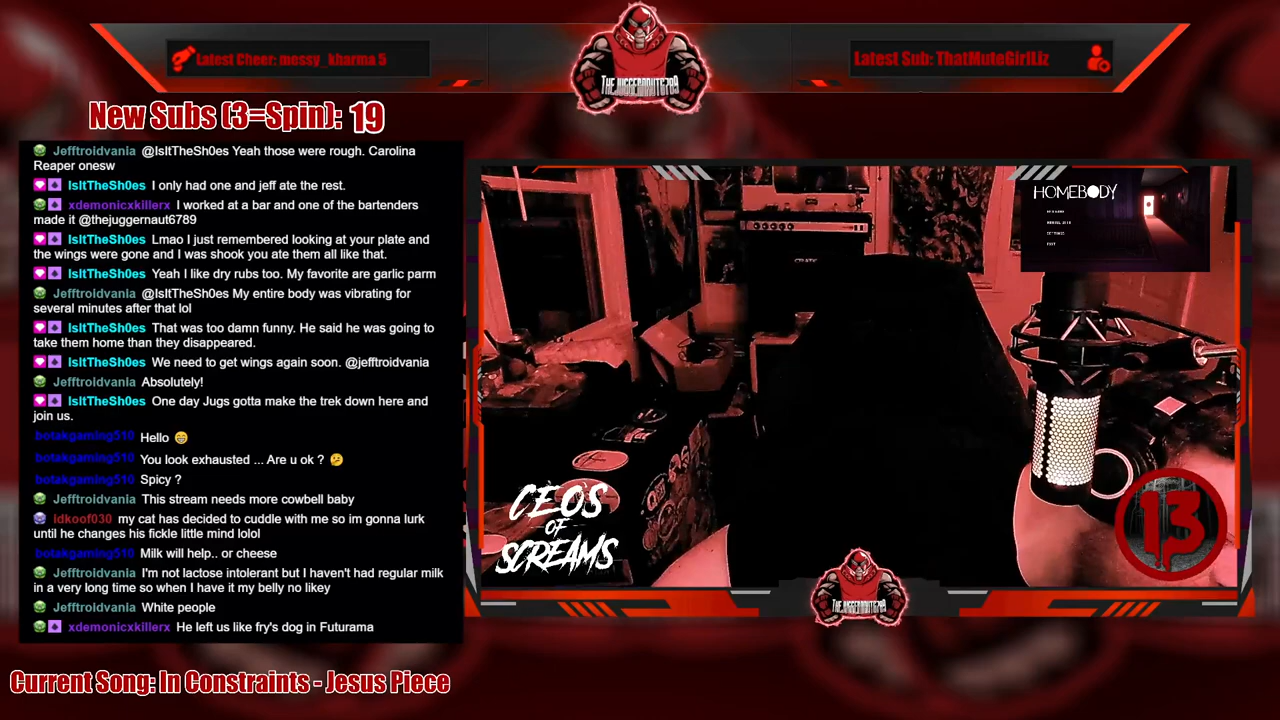 Latest Cheer: messy_kharma 5
THEJUGGERNAUT6789
Latest Sub: ThatMuteGirlLiz
New Subs (3=Spin): 19
Jefftroidvania @IsItTheSh0es Yeah those were rough. Carolina
Reaper onesw
IsItTheSh0es I only had one and jeff ate the rest.
xdemonicxkillerx I worked at a bar and one of the bartenders
made it @thejuggernaut6789
IsItTheSh0es Lmao I just remembered looking at your plate and
the wings were gone and I was shook you ate them all like that.
IsItTheSh0es Yeah I like dry rubs too. My favorite are garlic parm
Jefftroidvania @IsItTheSh0es My entire body was vibrating for
several minutes after that lol
IsItTheSh0es That was too damn funny. He said he was going to
take them home than they disappeared.
IsItTheSh0es We need to get wings again soon. @jefftroidvania
Jefftroidvania Absolutely!
IsItTheSh0es One day Jugs gotta make the trek down here and
join us.
botakgaming510 Hello
botakgaming510 You look exhausted ... Are u ok ?
botakgaming510 Spicy ?
Jefftroidvania This stream needs more cowbell baby
idkoof030 my cat has decided to cuddle with me so im gonna lurk
until he changes his fickle little mind lolol
botakgaming510 Milk will help.. or cheese
Jefftroidvania I'm not lactose intolerant but I haven't had regular milk
in a very long time so when I have it my belly no likey
Jefftroidvania White people
xdemonicxkillerx He left us like fry's dog in Futurama
HOMEBODY
CEOS
OF
SCREAMS
13
THEJUGGERNAUT6789
Current Song: In Constraints - Jesus Piece